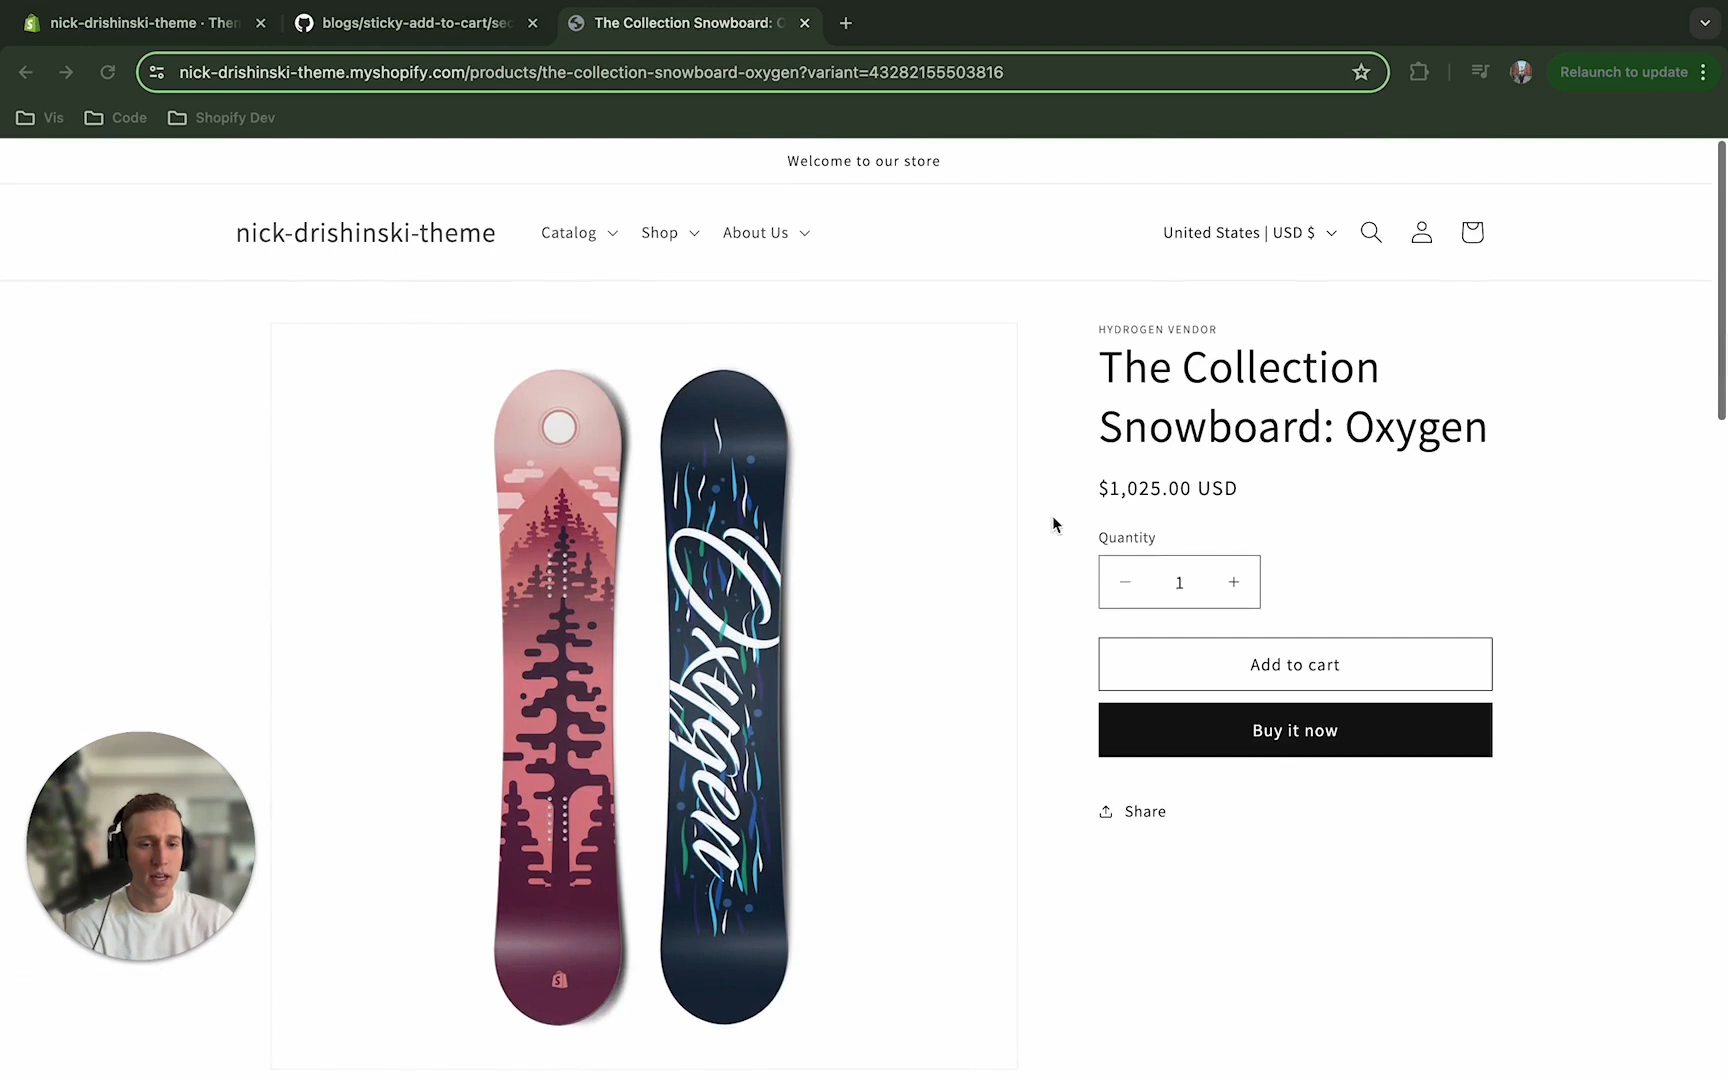 nick-drishinski-theme · Then
blogs/sticky-add-to-cart/sec
The Collection Snowboard: O
nick-drishinski-theme.myshopify.com/products/the-collection-snowboard-oxygen?variant=43282155503816
Relaunch to update
Vis
Code
Shopify Dev
Welcome to our store
nick-drishinski-theme
Catalog
Shop
About Us
United States | USD $
HYDROGEN VENDOR
The Collection
Snowboard: Oxygen
$1,025.00 USD
Quantity
1
Add to cart
Buy it now
Share
Oxygen